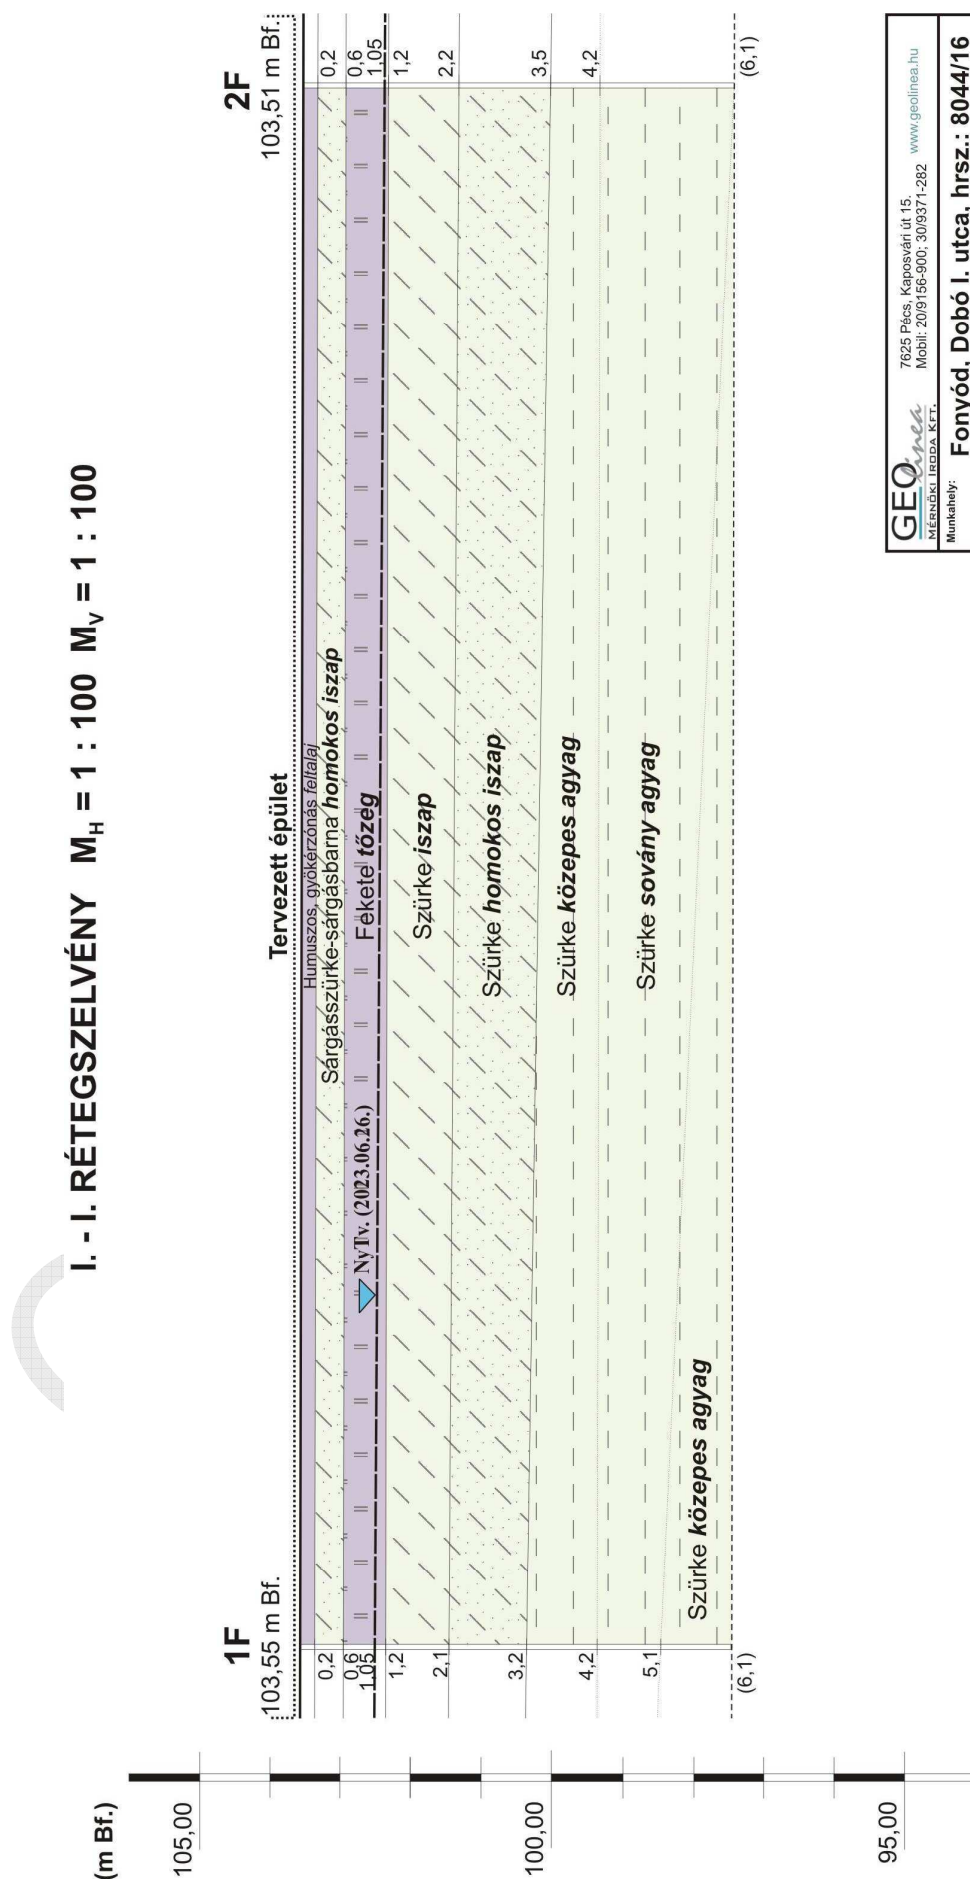 I. - I. RÉTEGSZELVÉNY  M_H = 1 : 100  M_V = 1 : 100
(m Bf.)
105,00
100,00
95,00
1F
103,55 m Bf.
Tervezett épület
2F
103,51 m Bf.
0,2
0,6
1,05
1,2
2,1
3,2
4,2
5,1
(6,1)
Humuszos, gyökérzónás feltalaj
Sárgásszürke-sárgásbarna homokos iszap
Fekete tőzeg
NyTv. (2023.06.26.)
Szürke iszap
Szürke homokos iszap
Szürke közepes agyag
Szürke sovány agyag
Szürke közepes agyag
0,2
0,6
1,05
1,2
2,2
3,5
4,2
(6,1)
GEO linea
MÉRNÖKI IRODA KFT.
7625 Pécs, Kaposvári út 15.
Mobil: 20/9156-900; 30/9371-282
www.geolinea.hu
Munkahely:
Fonyód, Dobó I. utca, hrsz.: 8044/16